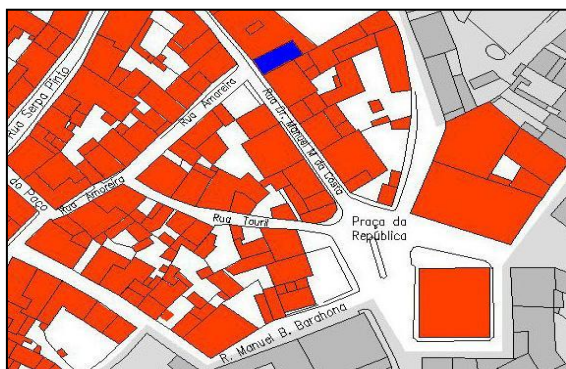 Rua Serpa Pinto
Rua Amoreira
Rua Dr. Manuel M. da Costa
do Paço
Rua Amoreira
Rua Touril
Praça da
República
R. Manuel B. Barahona